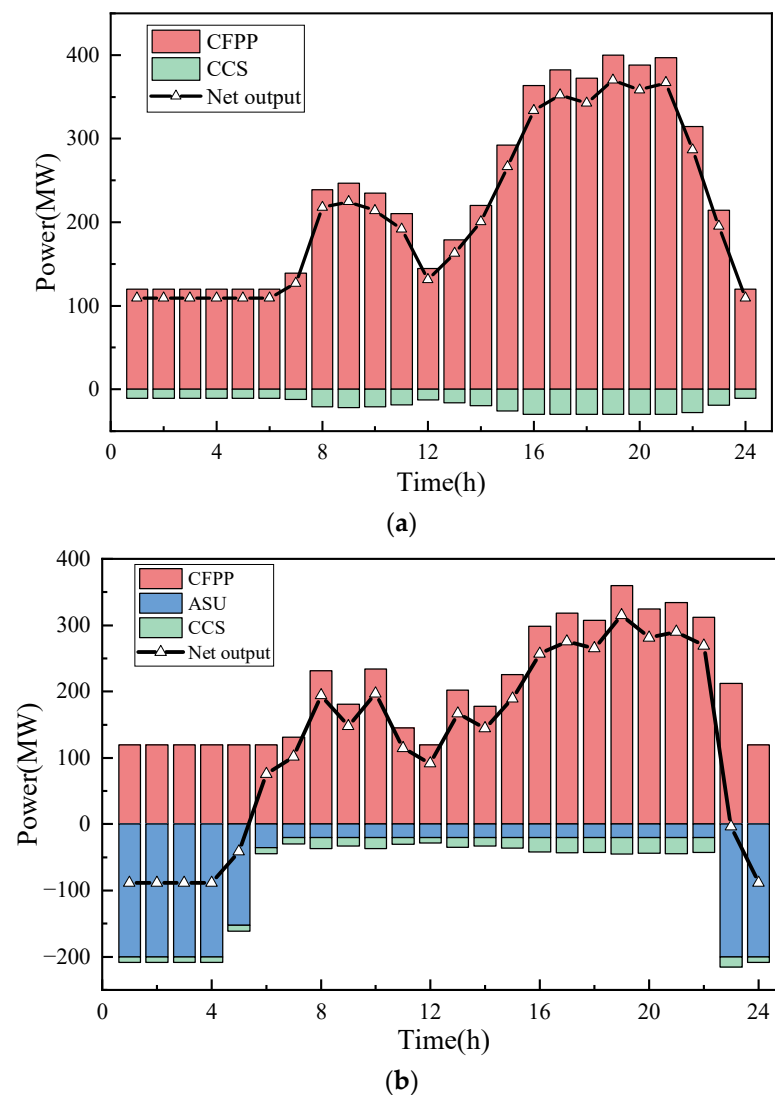 CFPP
CCS
Net output
400
300
200
100
0
Power(MW)
0 4 8 12 16 20 24
Time(h)
(a)
CFPP
ASU
CCS
Net output
400
300
200
100
0
−100
−200
Power(MW)
0 4 8 12 16 20 24
Time(h)
(b)